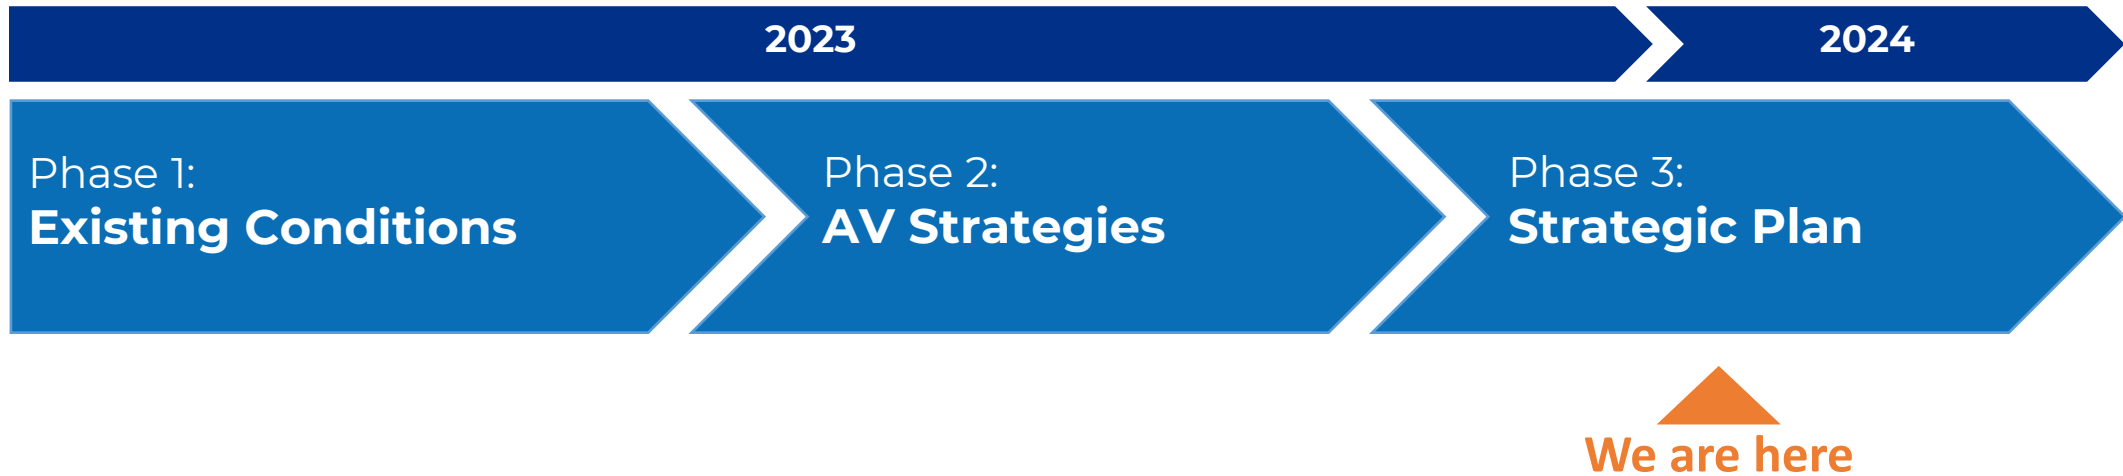 2023
2024
Phase 1:
Existing Conditions
Phase 2:
AV Strategies
Phase 3:
Strategic Plan
We are here